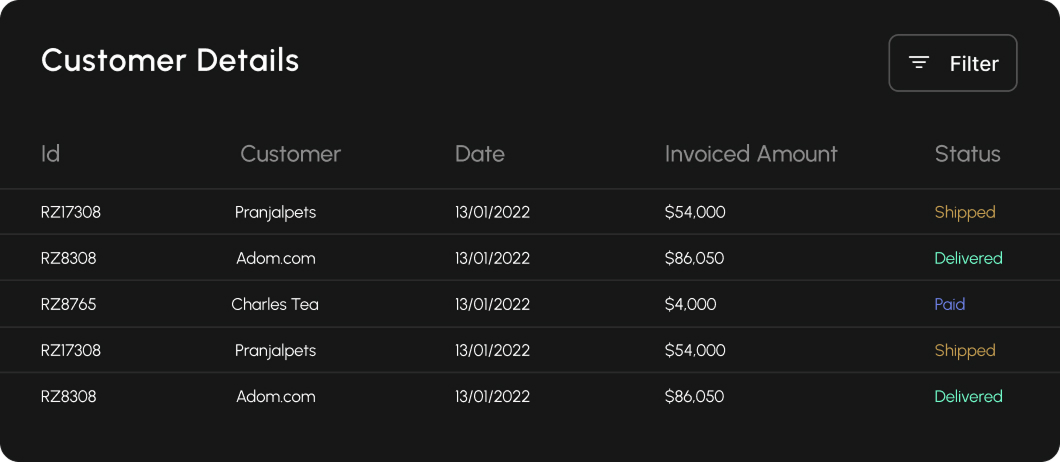 Customer Details
Filter
Id Customer Date Invoiced Amount Status
RZ17308 Pranjalpets 13/01/2022 $54,000 Shipped
RZ8308 Adom.com 13/01/2022 $86,050 Delivered
RZ8765 Charles Tea 13/01/2022 $4,000 Paid
RZ17308 Pranjalpets 13/01/2022 $54,000 Shipped
RZ8308 Adom.com 13/01/2022 $86,050 Delivered